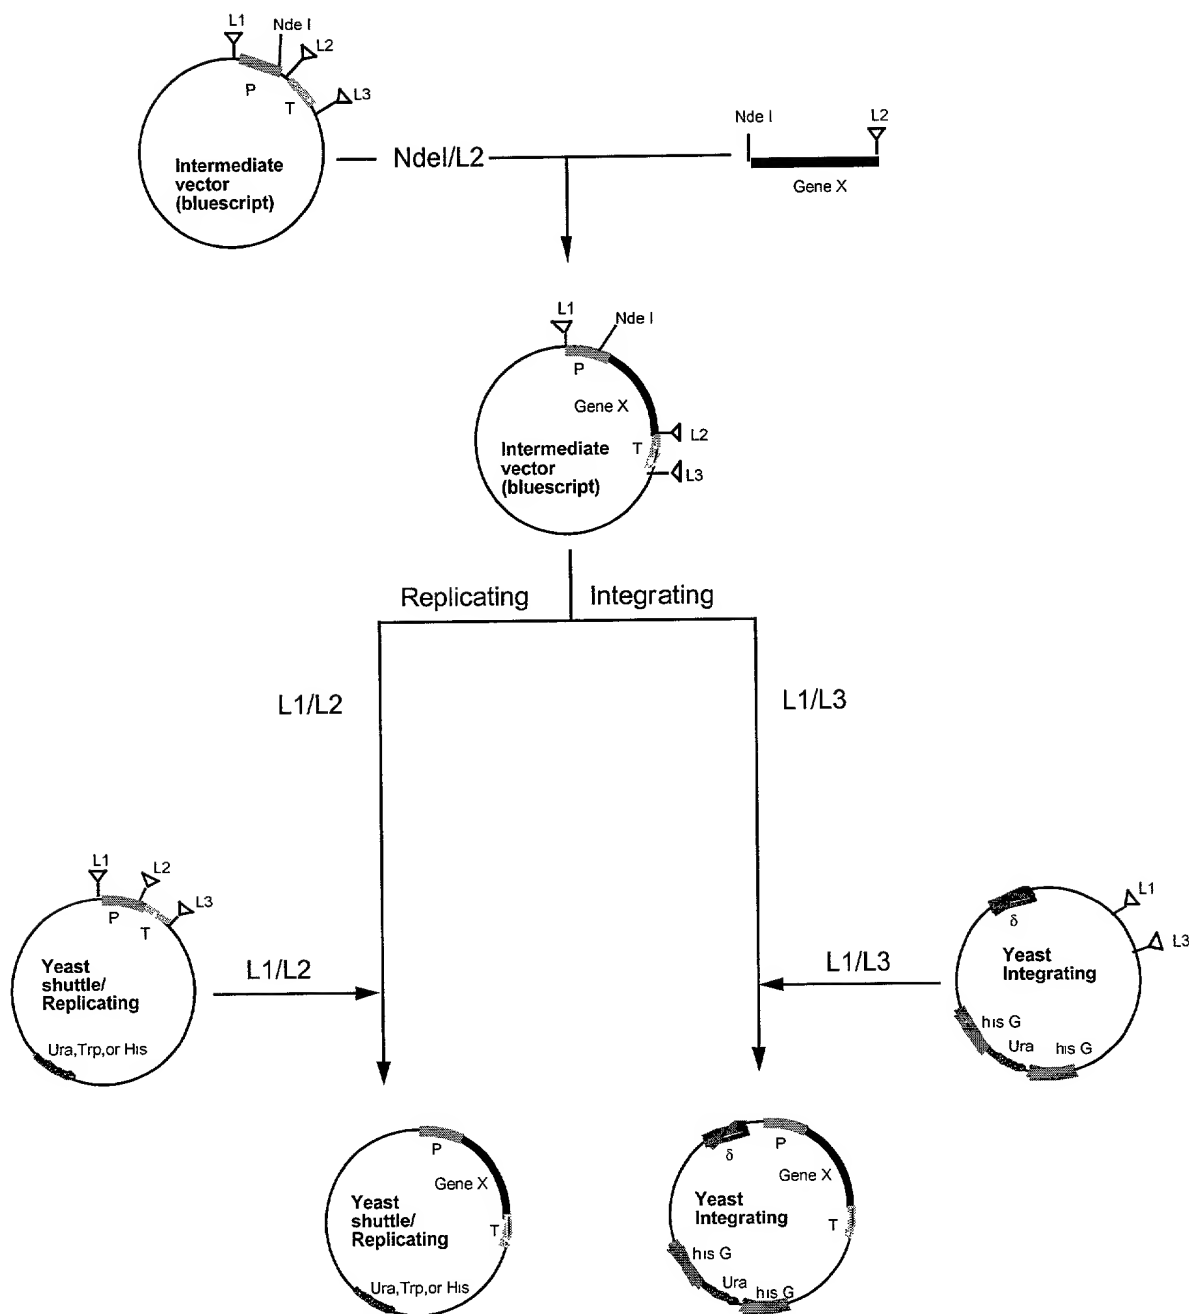 L1
Nde I
L2
P
T
L3
Intermediate
vector
(bluescript)
NdeI/L2
Nde I
L2
Gene X
L1
Nde I
P
Gene X
L2
T
Intermediate
vector
(bluescript)
L3
Replicating
Integrating
L1/L2
L1/L3
L1
L2
L3
P
T
Yeast
shuttle/
Replicating
Ura,Trp,or His
L1/L2
L1/L3
L1
L3
δ
Yeast
Integrating
his G
Ura
his G
P
Gene X
Yeast
shuttle/
Replicating
T
Ura,Trp,or His
δ
P
Gene X
Yeast
Integrating
T
his G
Ura
his G